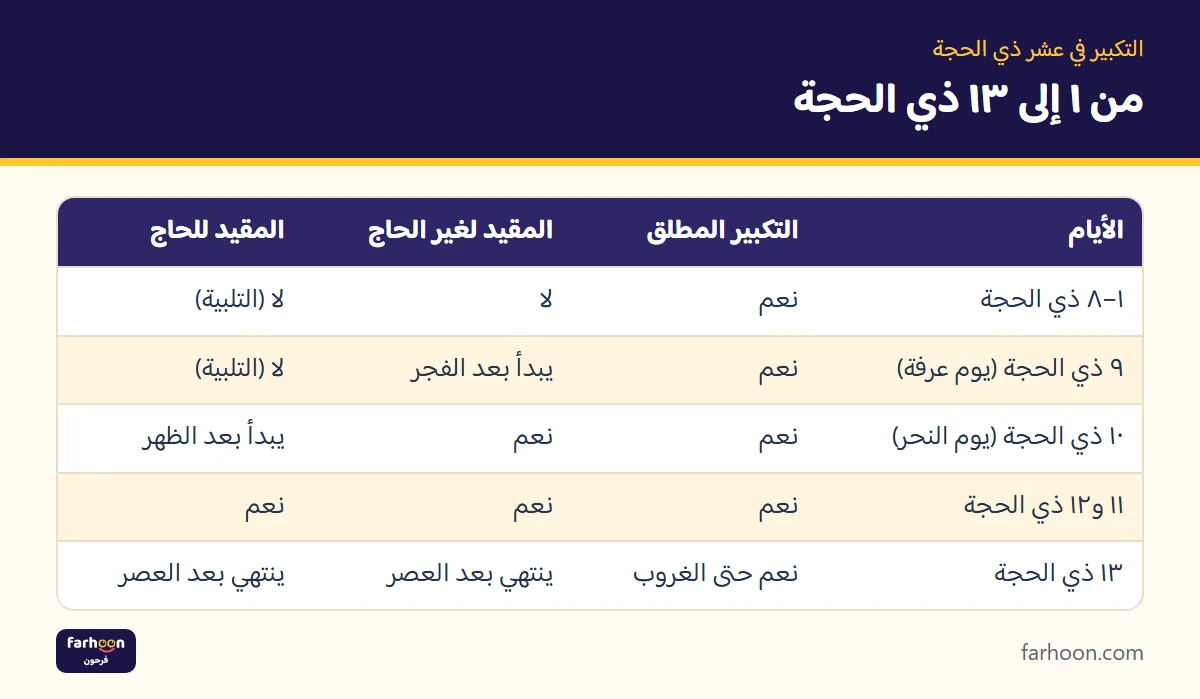 التكبير في عشر ذي الحجة
من ١ إلى ١٣ ذي الحجة
الأيام التكبير المطلق المقيد لغير الحاج المقيد للحاج
١–٨ ذي الحجة نعم لا لا (التلبية)
٩ ذي الحجة (يوم عرفة) نعم يبدأ بعد الفجر لا (التلبية)
١٠ ذي الحجة (يوم النحر) نعم نعم يبدأ بعد الظهر
١١ و١٢ ذي الحجة نعم نعم نعم
١٣ ذي الحجة نعم حتى الغروب ينتهي بعد العصر ينتهي بعد العصر
farhoon.com
farhoon
فرحون